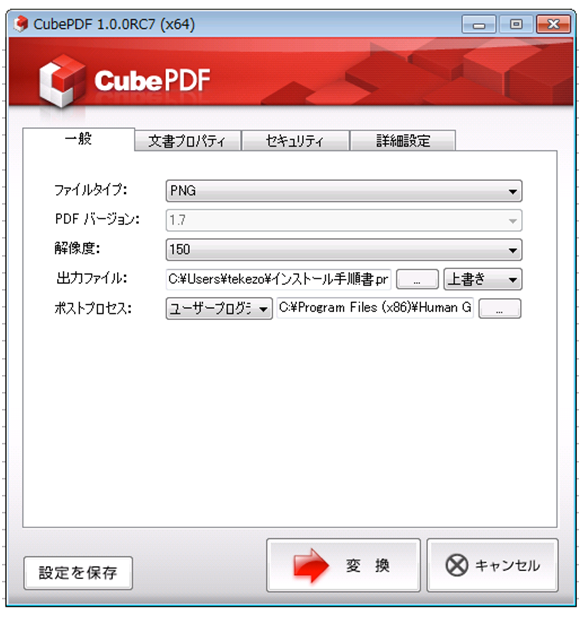 CubePDF 1.0.0RC7 (x64)
CubePDF
一般 文書プロパティ セキュリティ 詳細設定
ファイルタイプ: PNG
PDF バージョン: 1.7
解像度: 150
出力ファイル: C:¥Users¥tekezo¥インストール手順書.pr ... 上書き
ポストプロセス: ユーザープログラ C:¥Program Files (x86)¥Human G ...
設定を保存 変換 キャンセル